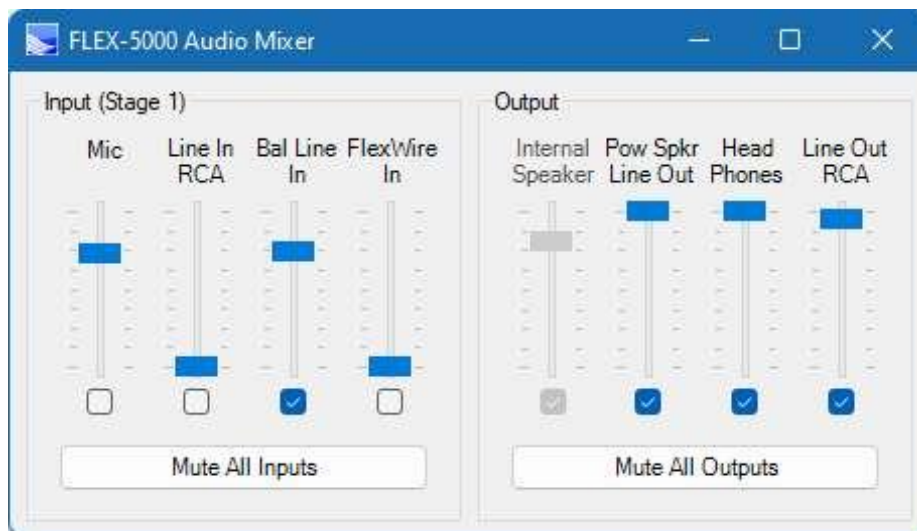 FLEX-5000 Audio Mixer
Input (Stage 1)
Mic
Line In
RCA
Bal Line
In
FlexWire
In
Mute All Inputs
Output
Internal
Speaker
Pow Spkr
Line Out
Head
Phones
Line Out
RCA
Mute All Outputs